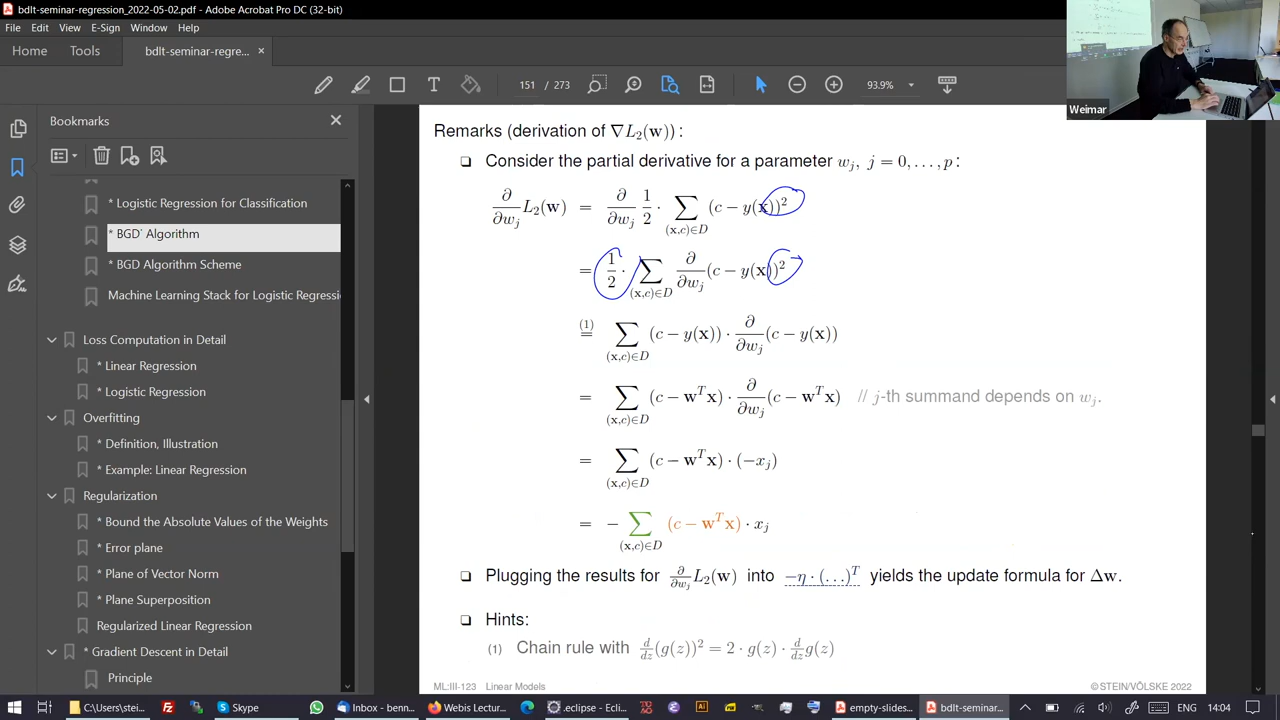 bdlt-seminar-regression_2022-05-02.pdf - Adobe Acrobat Pro DC (32-bit)
File Edit View E-Sign Window Help
Home Tools bdlt-seminar-regre... ×
151 / 273 93.9%
Weimar
Bookmarks
* Logistic Regression for Classification
* BGD Algorithm
* BGD Algorithm Scheme
Machine Learning Stack for Logistic Regressio
Loss Computation in Detail
* Linear Regression
* Logistic Regression
Overfitting
* Definition, Illustration
* Example: Linear Regression
Regularization
* Bound the Absolute Values of the Weights
* Error plane
* Plane of Vector Norm
* Plane Superposition
Regularized Linear Regression
* Gradient Descent in Detail
Principle
Remarks (derivation of ∇L₂(w)) :
❑ Consider the partial derivative for a parameter wⱼ, j = 0, . . . , p :
∂/∂wⱼ L₂(w) = ∂/∂wⱼ 1/2 · ∑_(x,c)∈D (c − y(x))²
= 1/2 · ∑_(x,c)∈D ∂/∂wⱼ (c − y(x))²
(1)= ∑_(x,c)∈D (c − y(x)) · ∂/∂wⱼ (c − y(x))
= ∑_(x,c)∈D (c − wᵀx) · ∂/∂wⱼ (c − wᵀx) // j-th summand depends on wⱼ.
= ∑_(x,c)∈D (c − wᵀx) · (−xⱼ)
= − ∑_(x,c)∈D (c − wᵀx) · xⱼ
❑ Plugging the results for ∂/∂wⱼ L₂(w) into −η · (. . .)ᵀ yields the update formula for Δw.
❑ Hints:
(1) Chain rule with d/dz (g(z))² = 2 · g(z) · d/dz g(z)
ML:III-123 Linear Models ©STEIN/VÖLSKE 2022
C:\Users\st... Skype Inbox - benn... Webis Lectur... eclipse - Ecli... empty-slides... bdlt-seminar-... ENG 14:04